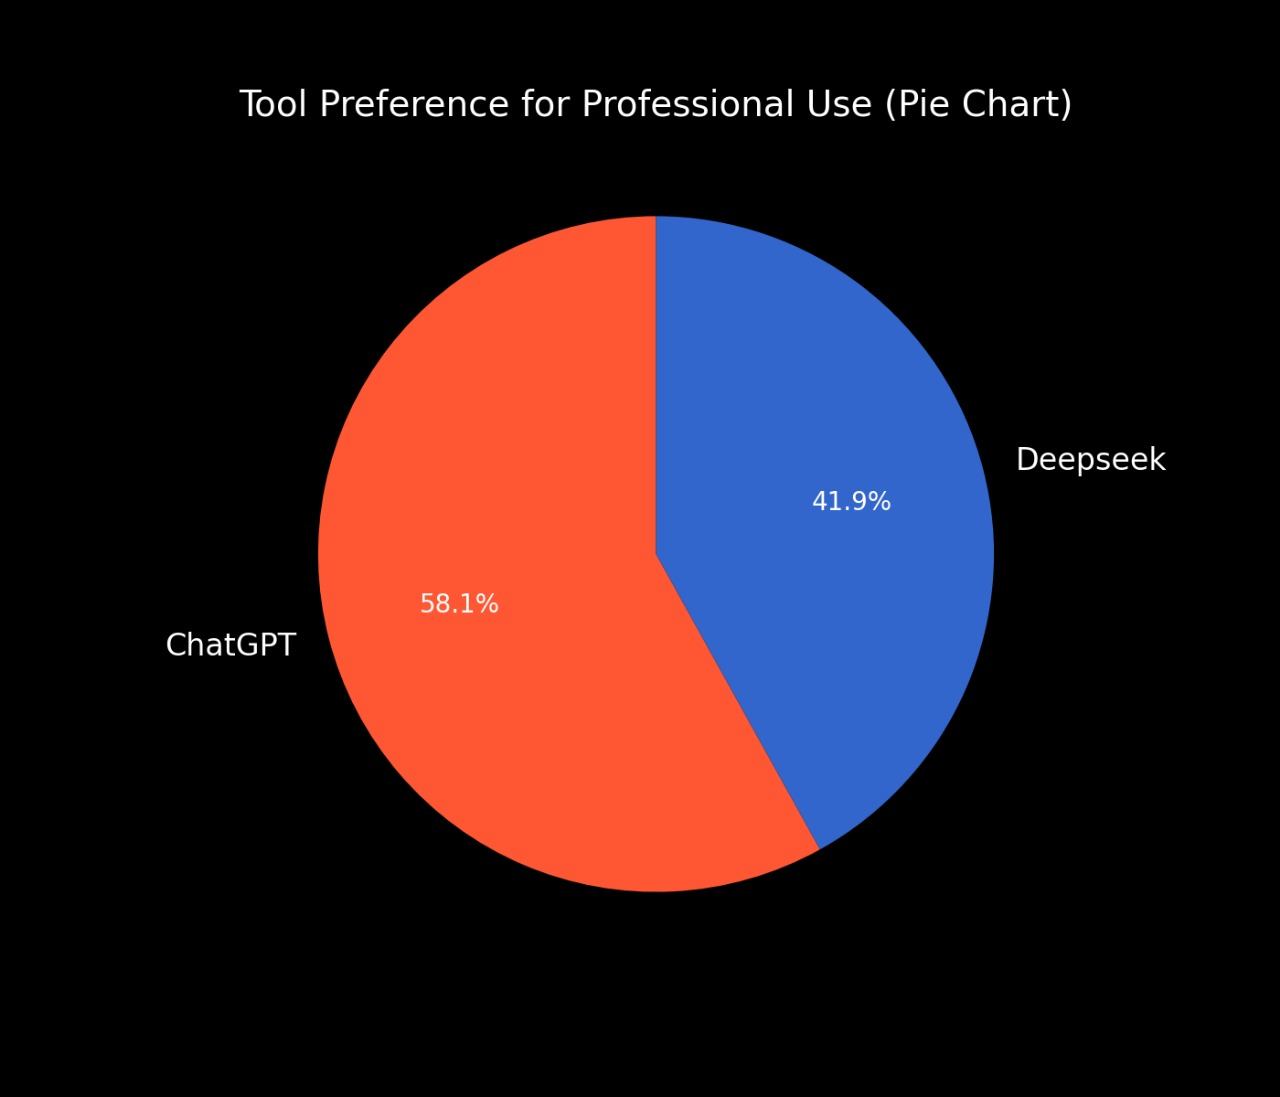 Tool Preference for Professional Use (Pie Chart)
Deepseek
41.9%
58.1%
ChatGPT